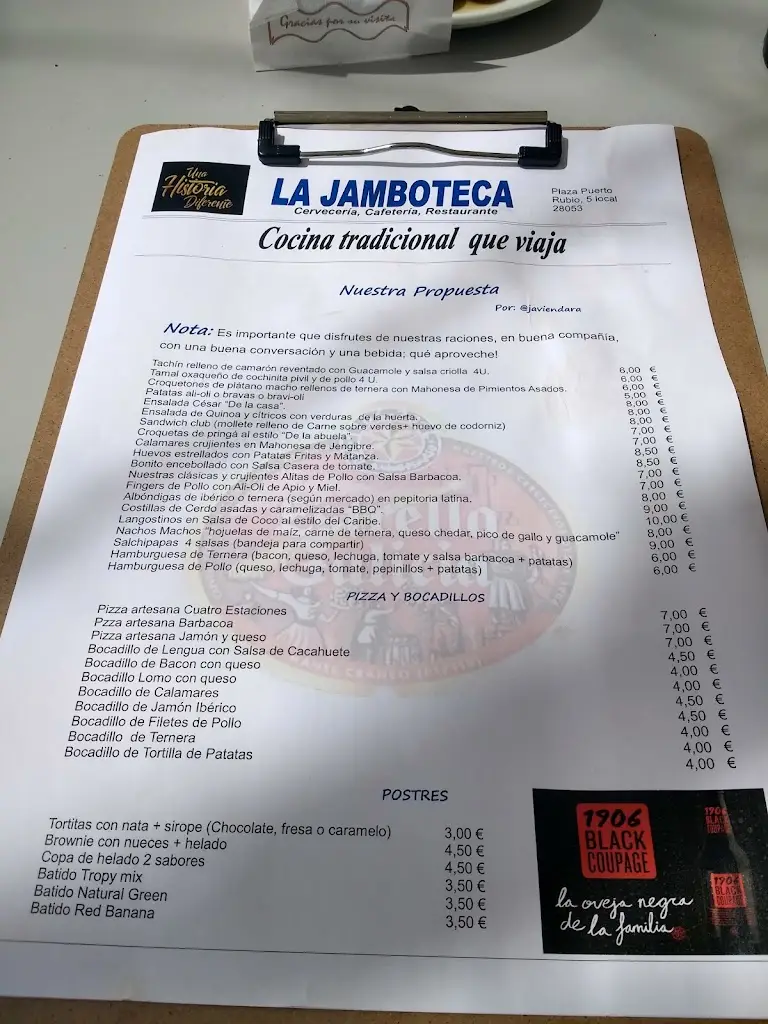 Gracias por su visita
Una
Historia
Diferente
LA JAMBOTECA
Cervecería, Cafetería, Restaurante
Plaza Puerto
Rubio, 5 local
28053
Cocina tradicional que viaja
Nuestra Propuesta
Por: @javiendara
Nota: Es importante que disfrutes de nuestras raciones, en buena compañía,
con una buena conversación y una bebida; qué aproveche!
Tachín relleno de camarón reventado con Guacamole y salsa criolla 4U. 6,00 €
Tamal oxaqueño de cochinita pivil y de pollo 4 U. 6,00 €
Croquetones de plátano macho rellenos de ternera con Mahonesa de Pimientos Asados. 6,00 €
Patatas ali-oli o bravas o bravi-oli 5,00 €
Ensalada César "De la casa". 8,00 €
Ensalada de Quinoa y cítricos con verduras de la huerta. 8,00 €
Sandwich club (mollete relleno de Carne sobre verdes+ huevo de codorniz) 8,00 €
Croquetas de pringá al estilo "De la abuela". 7,00 €
Calamares crujientes en Mahonesa de Jengibre. 7,00 €
Huevos estrellados con Patatas Fritas y Matanza. 8,50 €
Bonito encebollado con Salsa Casera de tomate. 8,50 €
Nuestras clásicas y crujientes Alitas de Pollo con Salsa Barbacoa. 7,00 €
Fingers de Pollo con Ali-Oli de Apio y Miel. 7,00 €
Albóndigas de ibérico o ternera (según mercado) en pepitoria latina. 8,00 €
Costillas de Cerdo asadas y caramelizadas "BBQ". 9,00 €
Langostinos en Salsa de Coco al estilo del Caribe. 10,00 €
Nachos Machos "hojuelas de maíz, carne de ternera, queso chedar, pico de gallo y guacamole" 8,00 €
Salchipapas 4 salsas (bandeja para compartir) 9,00 €
Hamburguesa de Ternera (bacon, queso, lechuga, tomate y salsa barbacoa + patatas) 6,00 €
Hamburguesa de Pollo (queso, lechuga, tomate, pepinillos + patatas) 6,00 €
PIZZA Y BOCADILLOS
Pizza artesana Cuatro Estaciones 7,00 €
Pzza artesana Barbacoa 7,00 €
Pizza artesana Jamón y queso 7,00 €
Bocadillo de Lengua con Salsa de Cacahuete 4,50 €
Bocadillo de Bacon con queso 4,00 €
Bocadillo Lomo con queso 4,00 €
Bocadillo de Calamares 4,50 €
Bocadillo de Jamón Ibérico 4,50 €
Bocadillo de Filetes de Pollo 4,00 €
Bocadillo de Ternera 4,00 €
Bocadillo de Tortilla de Patatas 4,00 €
POSTRES
Tortitas con nata + sirope (Chocolate, fresa o caramelo) 3,00 €
Brownie con nueces + helado 4,50 €
Copa de helado 2 sabores 4,50 €
Batido Tropy mix 3,50 €
Batido Natural Green 3,50 €
Batido Red Banana 3,50 €
1906
BLACK
COUPAGE
la oveja negra
de la familia